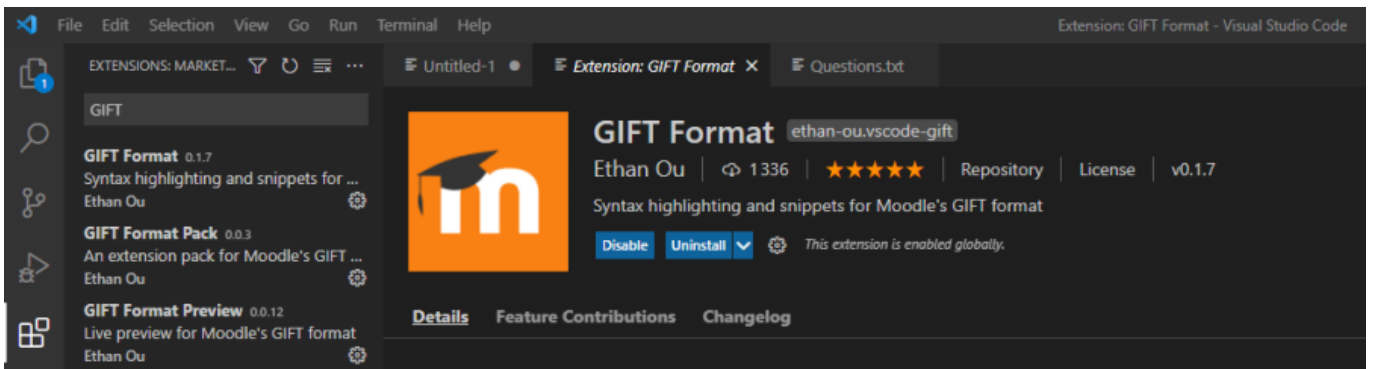 File Edit Selection View Go Run Terminal Help
Extension: GIFT Format - Visual Studio Code
EXTENSIONS: MARKET...
Untitled-1
Extension: GIFT Format
Questions.txt
1
GIFT
GIFT Format 0.1.7
Syntax highlighting and snippets for ...
Ethan Ou
GIFT Format Pack 0.0.3
An extension pack for Moodle's GIFT ...
Ethan Ou
GIFT Format Preview 0.0.12
Live preview for Moodle's GIFT format
Ethan Ou
m
GIFT Format ethan-ou.vscode-gift
Ethan Ou | 1336 | ★★★★★ | Repository | License | v0.1.7
Syntax highlighting and snippets for Moodle's GIFT format
Disable Uninstall This extension is enabled globally.
Details Feature Contributions Changelog